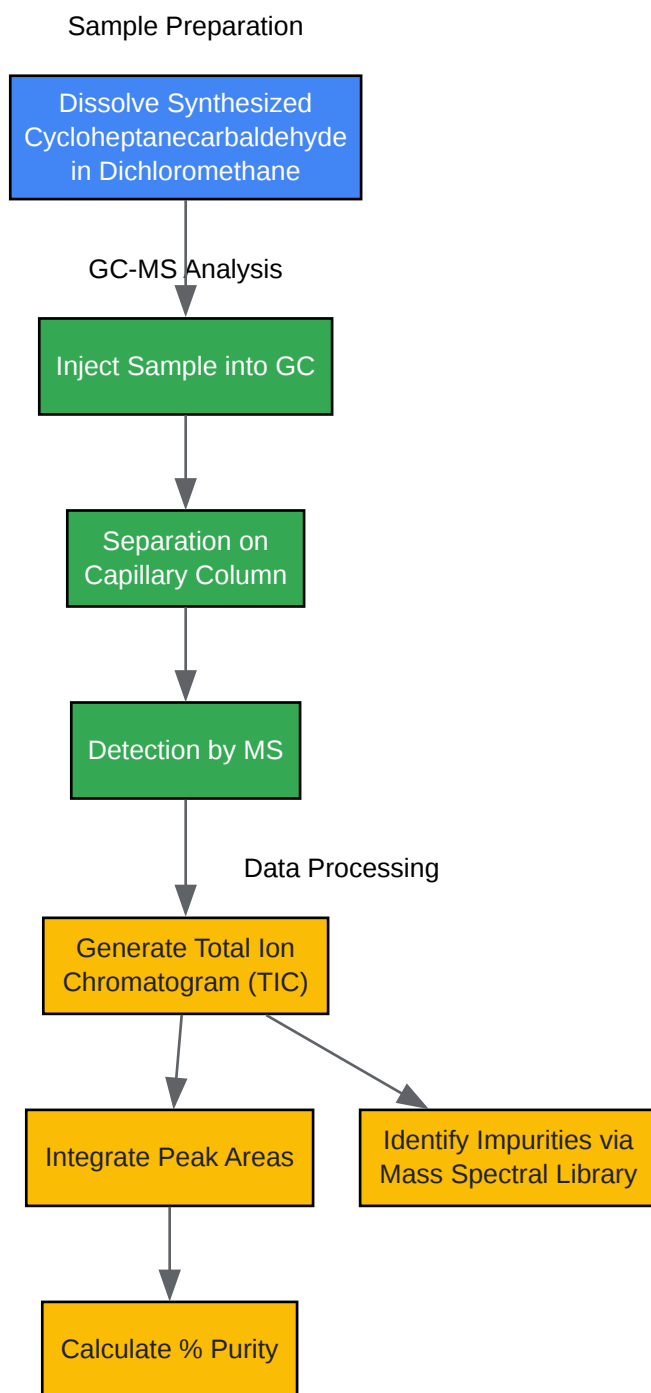 Sample Preparation
Dissolve Synthesized
Cycloheptanecarbaldehyde
in Dichloromethane
GC-MS Analysis
Inject Sample into GC
Separation on
Capillary Column
Detection by MS
Data Processing
Generate Total Ion
Chromatogram (TIC)
Integrate Peak Areas
Identify Impurities via
Mass Spectral Library
Calculate % Purity